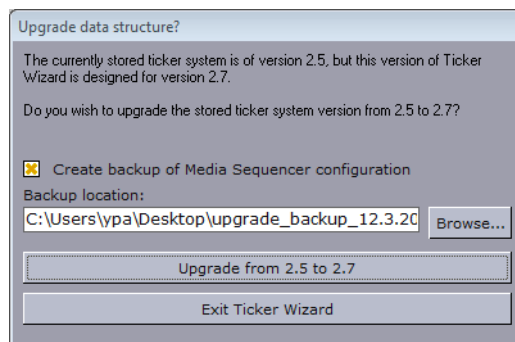 Upgrade data structure?
The currently stored ticker system is of version 2.5, but this version of Ticker
Wizard is designed for version 2.7.
Do you wish to upgrade the stored ticker system version from 2.5 to 2.7?
Create backup of Media Sequencer configuration
Backup location:
C:\Users\ypa\Desktop\upgrade_backup_12.3.20
Browse...
Upgrade from 2.5 to 2.7
Exit Ticker Wizard